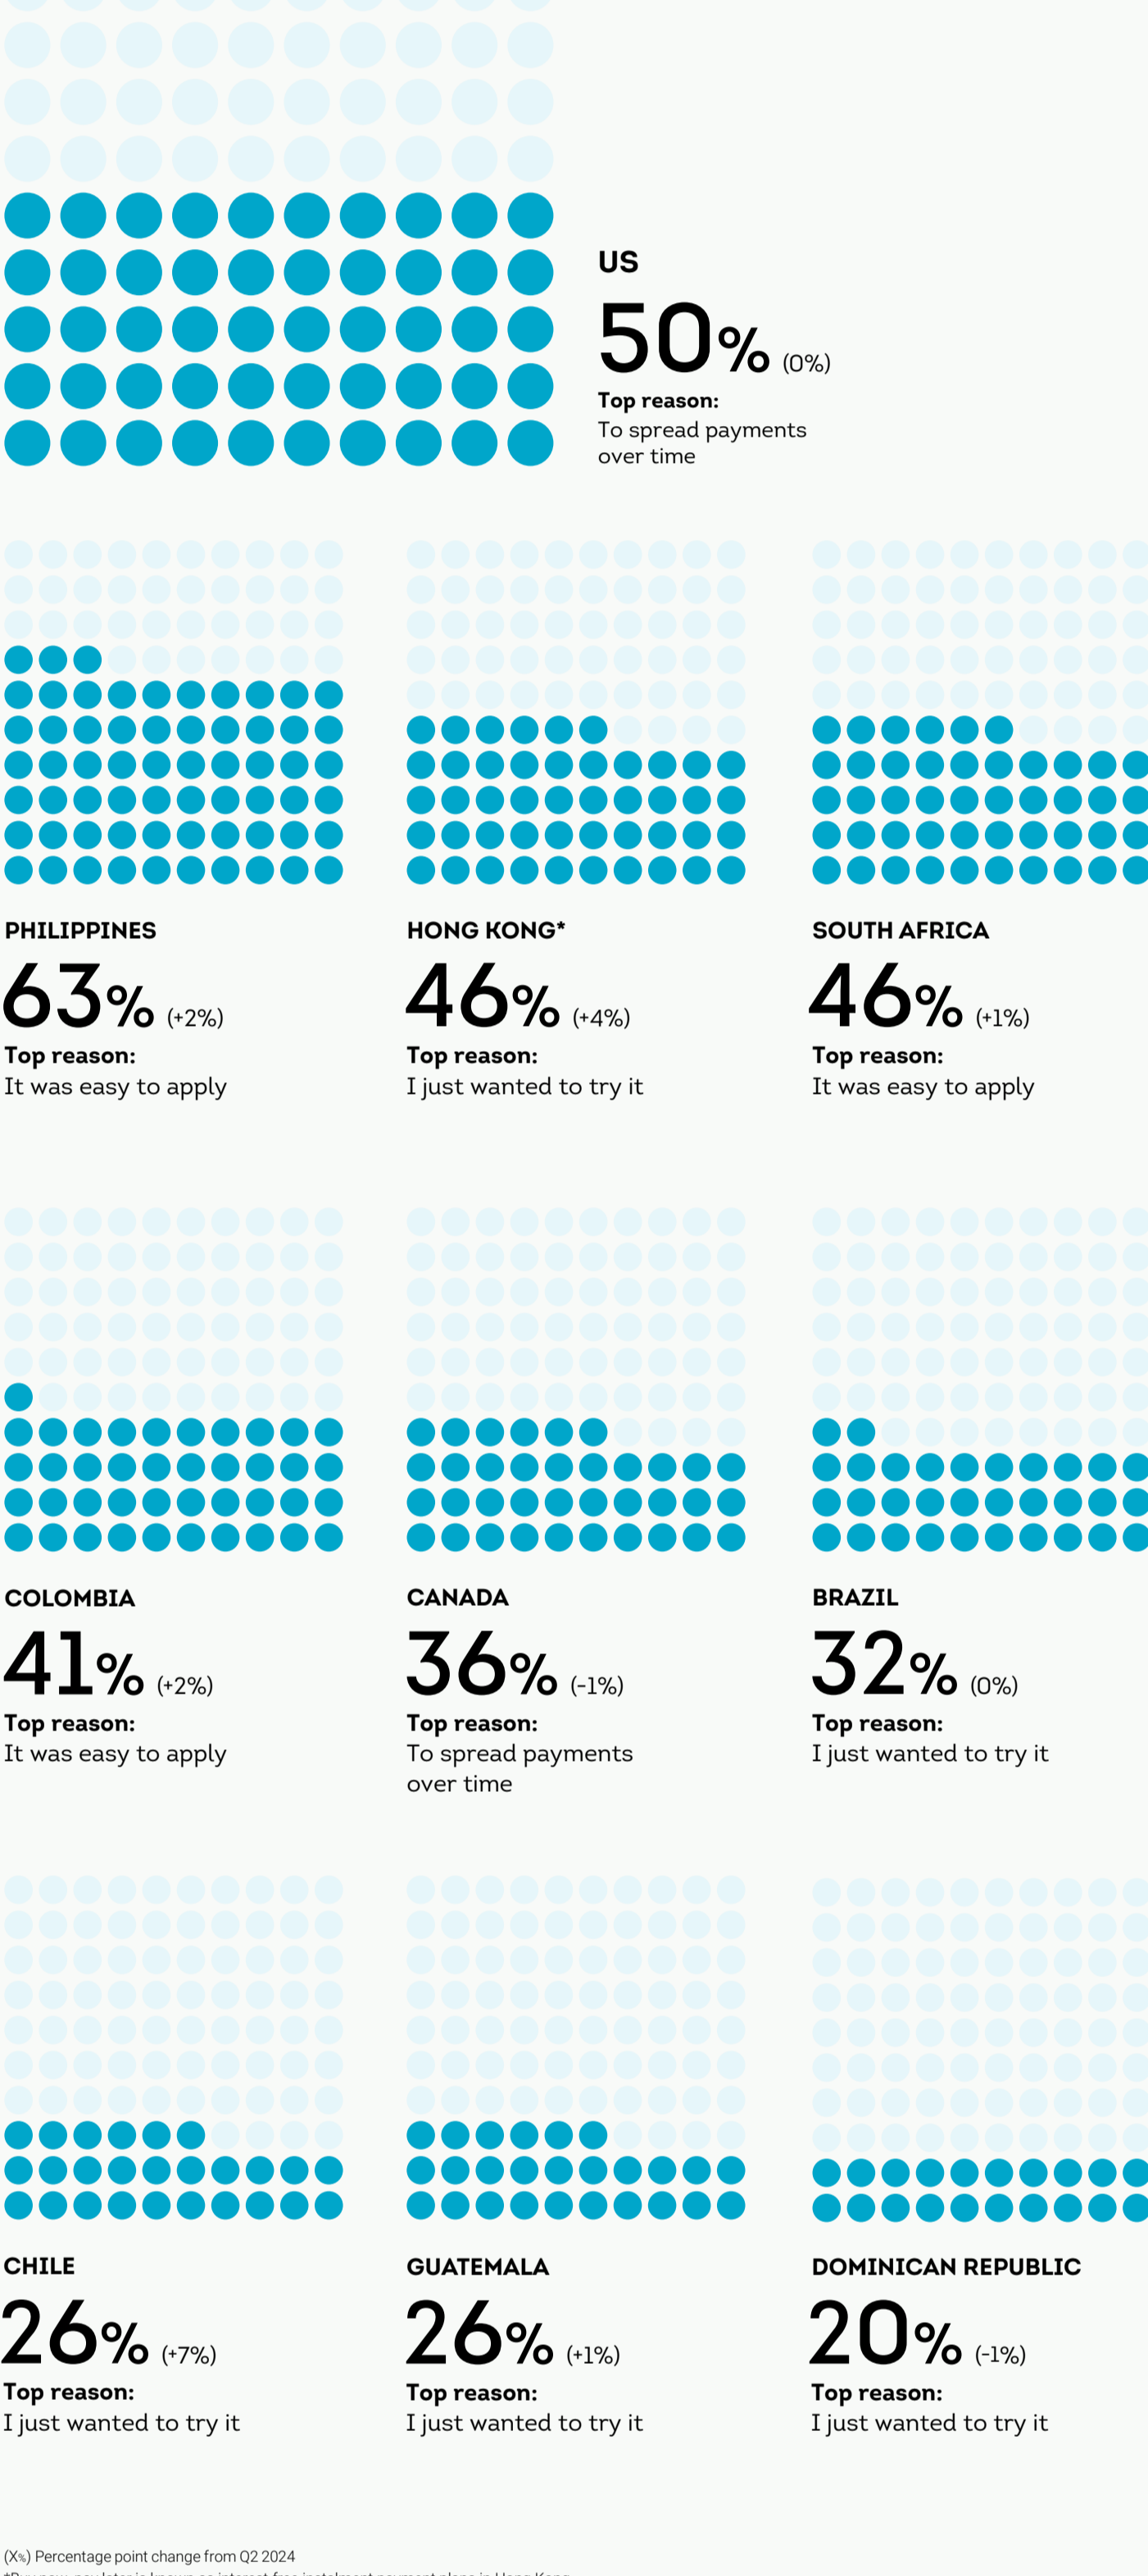 US
50% (0%)
Top reason:
To spread payments
over time
PHILIPPINES
63% (+2%)
Top reason:
It was easy to apply
HONG KONG*
46% (+4%)
Top reason:
I just wanted to try it
SOUTH AFRICA
46% (+1%)
Top reason:
It was easy to apply
COLOMBIA
41% (+2%)
Top reason:
It was easy to apply
CANADA
36% (-1%)
Top reason:
To spread payments
over time
BRAZIL
32% (0%)
Top reason:
I just wanted to try it
CHILE
26% (+7%)
Top reason:
I just wanted to try it
GUATEMALA
26% (+1%)
Top reason:
I just wanted to try it
DOMINICAN REPUBLIC
20% (-1%)
Top reason:
I just wanted to try it
(X%) Percentage point change from Q2 2024